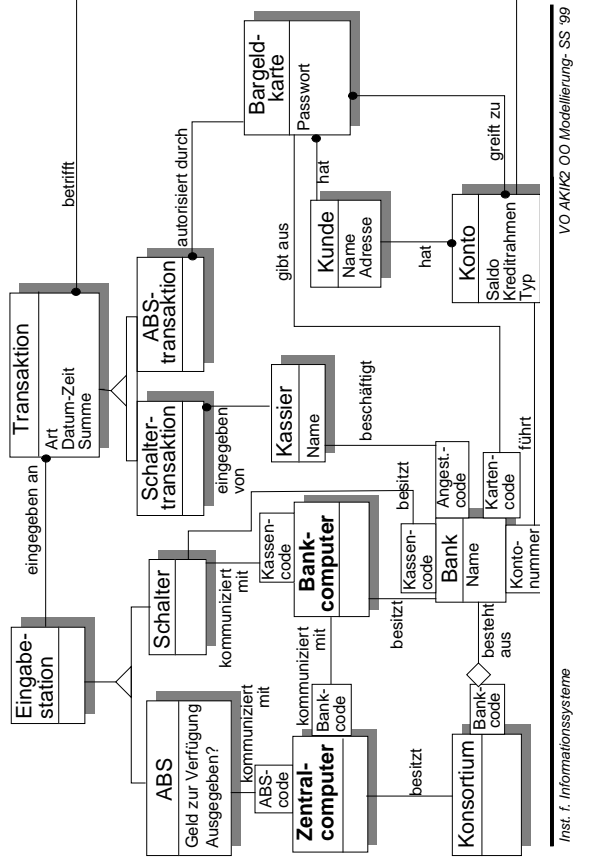 Eingabe-
station
eingegeben an
Transaktion
Art
Datum-Zeit
Summe
betrifft
ABS
Geld zur Verfügung
Ausgegeben?
Schalter
Schalter-
transaktion
ABS-
transaktion
autorisiert durch
Bargeld-
karte
Passwort
kommuniziert
mit
kommuniziert
mit
eingegeben
von
ABS-
code
Zentral-
computer
kommuniziert
mit
Bank-
code
Kassen-
code
Bank-
computer
besitzt
Kassier
Name
beschäftigt
gibt aus
hat
Kunde
Name
Adresse
hat
greift zu
besitzt
besitzt
Kassen-
code
Angest.-
code
Karten-
code
Konsortium
Bank-
code
besteht
aus
Bank
Name
Konto-
nummer
führt
Konto
Saldo
Kreditrahmen
Typ
Inst. f. Informationssysteme
VO AKIK2 OO Modellierung- SS '99